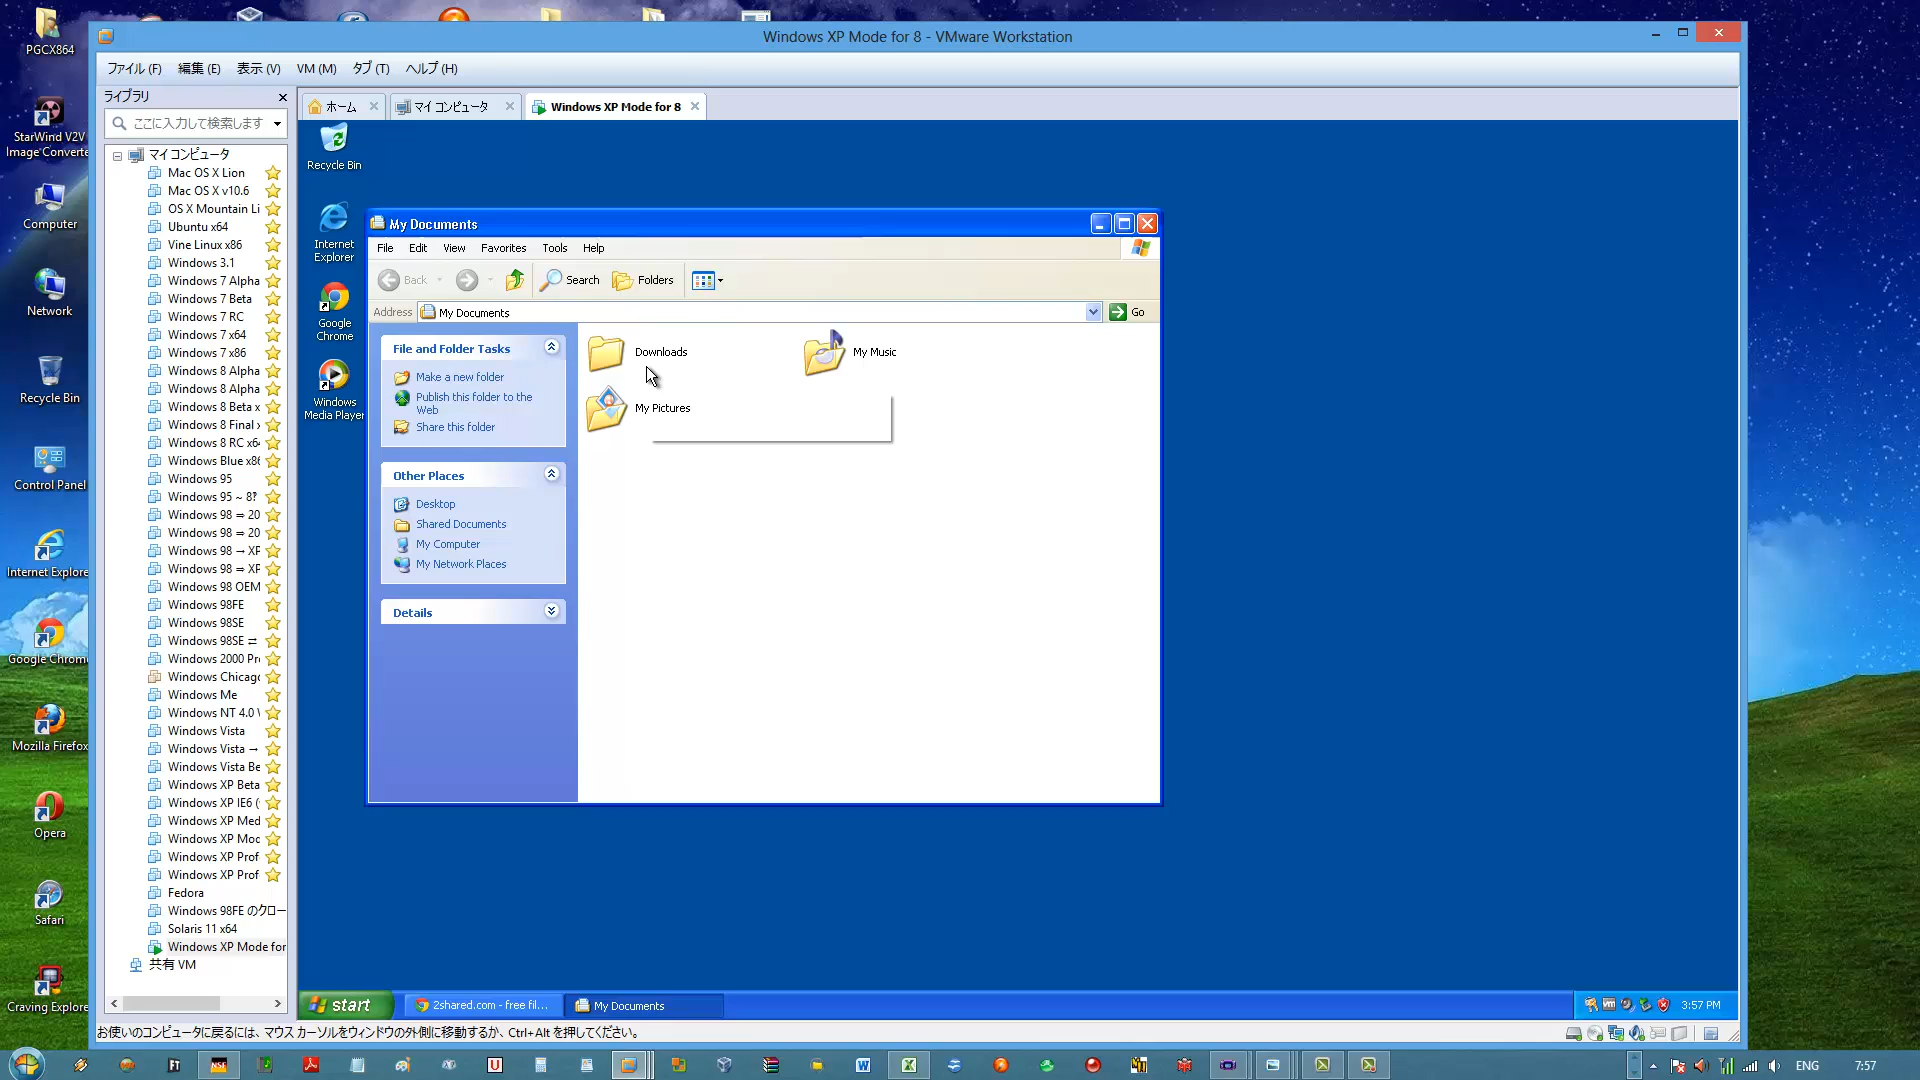 PGCX864
StarWind V2V
Image Converte
Computer
Network
Recycle Bin
Control Panel
Internet Explore
Google Chrome
Mozilla Firefox
Opera
Safari
Craving Explore
Windows XP Mode for 8 - VMware Workstation
ファイル (F)
編集 (E)
表示 (V)
VM (M)
タブ (T)
ヘルプ (H)
ライブラリ
ここに入力して検索します
マイ コンピュータ
Mac OS X Lion
Mac OS X v10.6
OS X Mountain Li
Ubuntu x64
Vine Linux x86
Windows 3.1
Windows 7 Alpha
Windows 7 Beta
Windows 7 RC
Windows 7 x64
Windows 7 x86
Windows 8 Alpha
Windows 8 Alpha
Windows 8 Beta x
Windows 8 Final x
Windows 8 RC x64
Windows Blue x86
Windows 95
Windows 95 ~ 8?
Windows 98 ⇒ 20
Windows 98 ⇒ 20
Windows 98 → XP
Windows 98 ⇒ XP
Windows 98 OEM
Windows 98FE
Windows 98SE
Windows 98SE ⇄
Windows 2000 Pr
Windows Chicago
Windows Me
Windows NT 4.0 W
Windows Vista
Windows Vista →
Windows Vista Be
Windows XP Beta
Windows XP IE6 (
Windows XP Med
Windows XP Moc
Windows XP Prof
Windows XP Prof
Fedora
Windows 98FE のクロー
Solaris 11 x64
Windows XP Mode for
共有 VM
ホーム
マイ コンピュータ
Windows XP Mode for 8
Recycle Bin
Internet
Explorer
Google
Chrome
Windows
Media Player
My Documents
File
Edit
View
Favorites
Tools
Help
Back
Search
Folders
Address
My Documents
Go
File and Folder Tasks
Make a new folder
Publish this folder to the
Web
Share this folder
Other Places
Desktop
Shared Documents
My Computer
My Network Places
Details
Downloads
My Music
My Pictures
start
2shared.com - free fil...
My Documents
3:57 PM
お使いのコンピュータに戻るには、マウス カーソルをウィンドウの外側に移動するか、Ctrl+Alt を押してください。
ENG
7:57